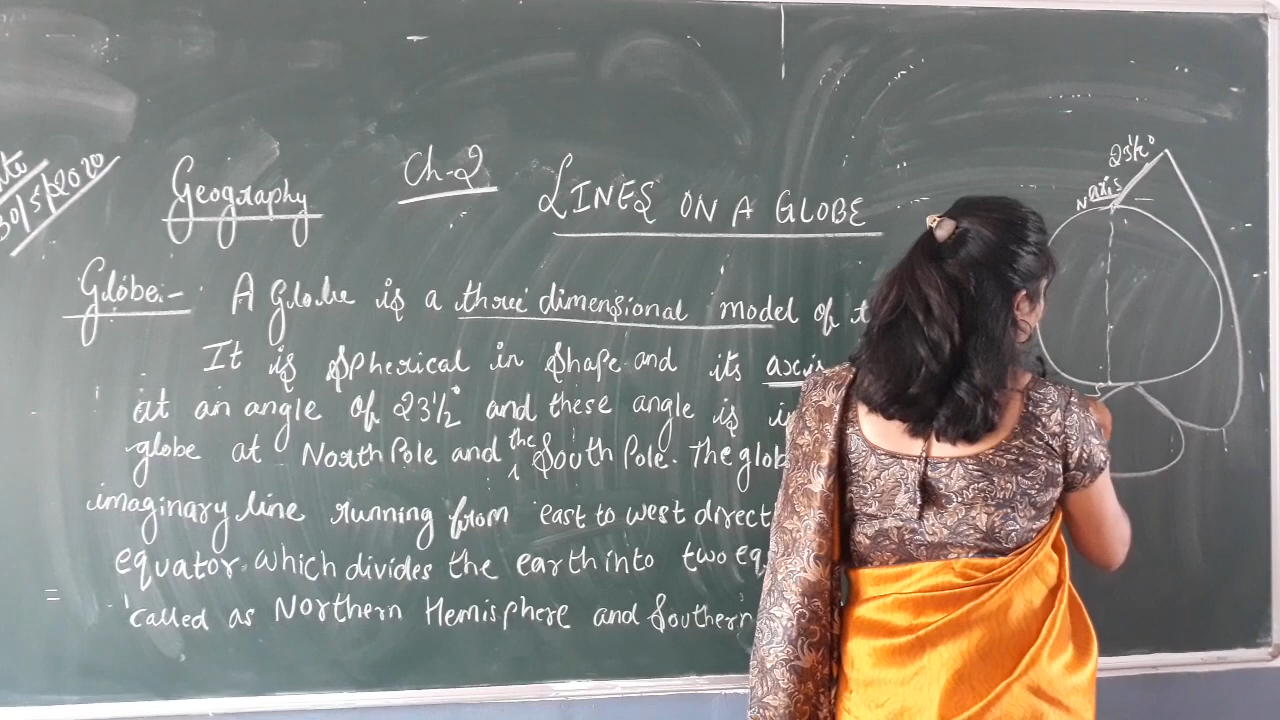 30/5/2020
Geography
Ch-2
LINES ON A GLOBE
Globe:- A Globe is a three dimensional model of
It is spherical in shape and its axis
at an angle of 23½° and these angle is
globe at North Pole and the South Pole. The glob
imaginary line running from east to west direct
equator which divides the earth into two eq
called as Northern Hemisphere and Southern
23½°
N axis